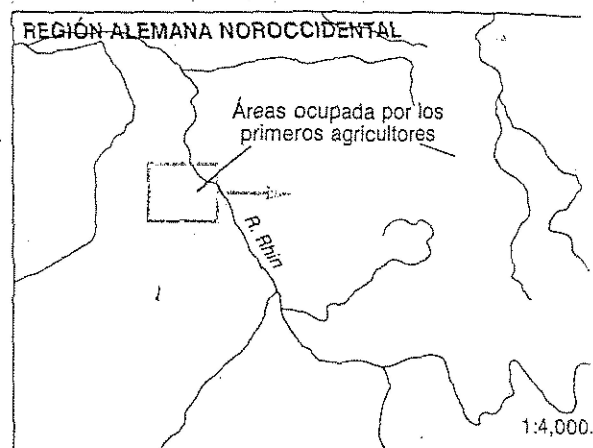 REGIÓN ALEMANA NOROCCIDENTAL
Áreas ocupada por los
primeros agricultores
R. Rhin
1:4,000.